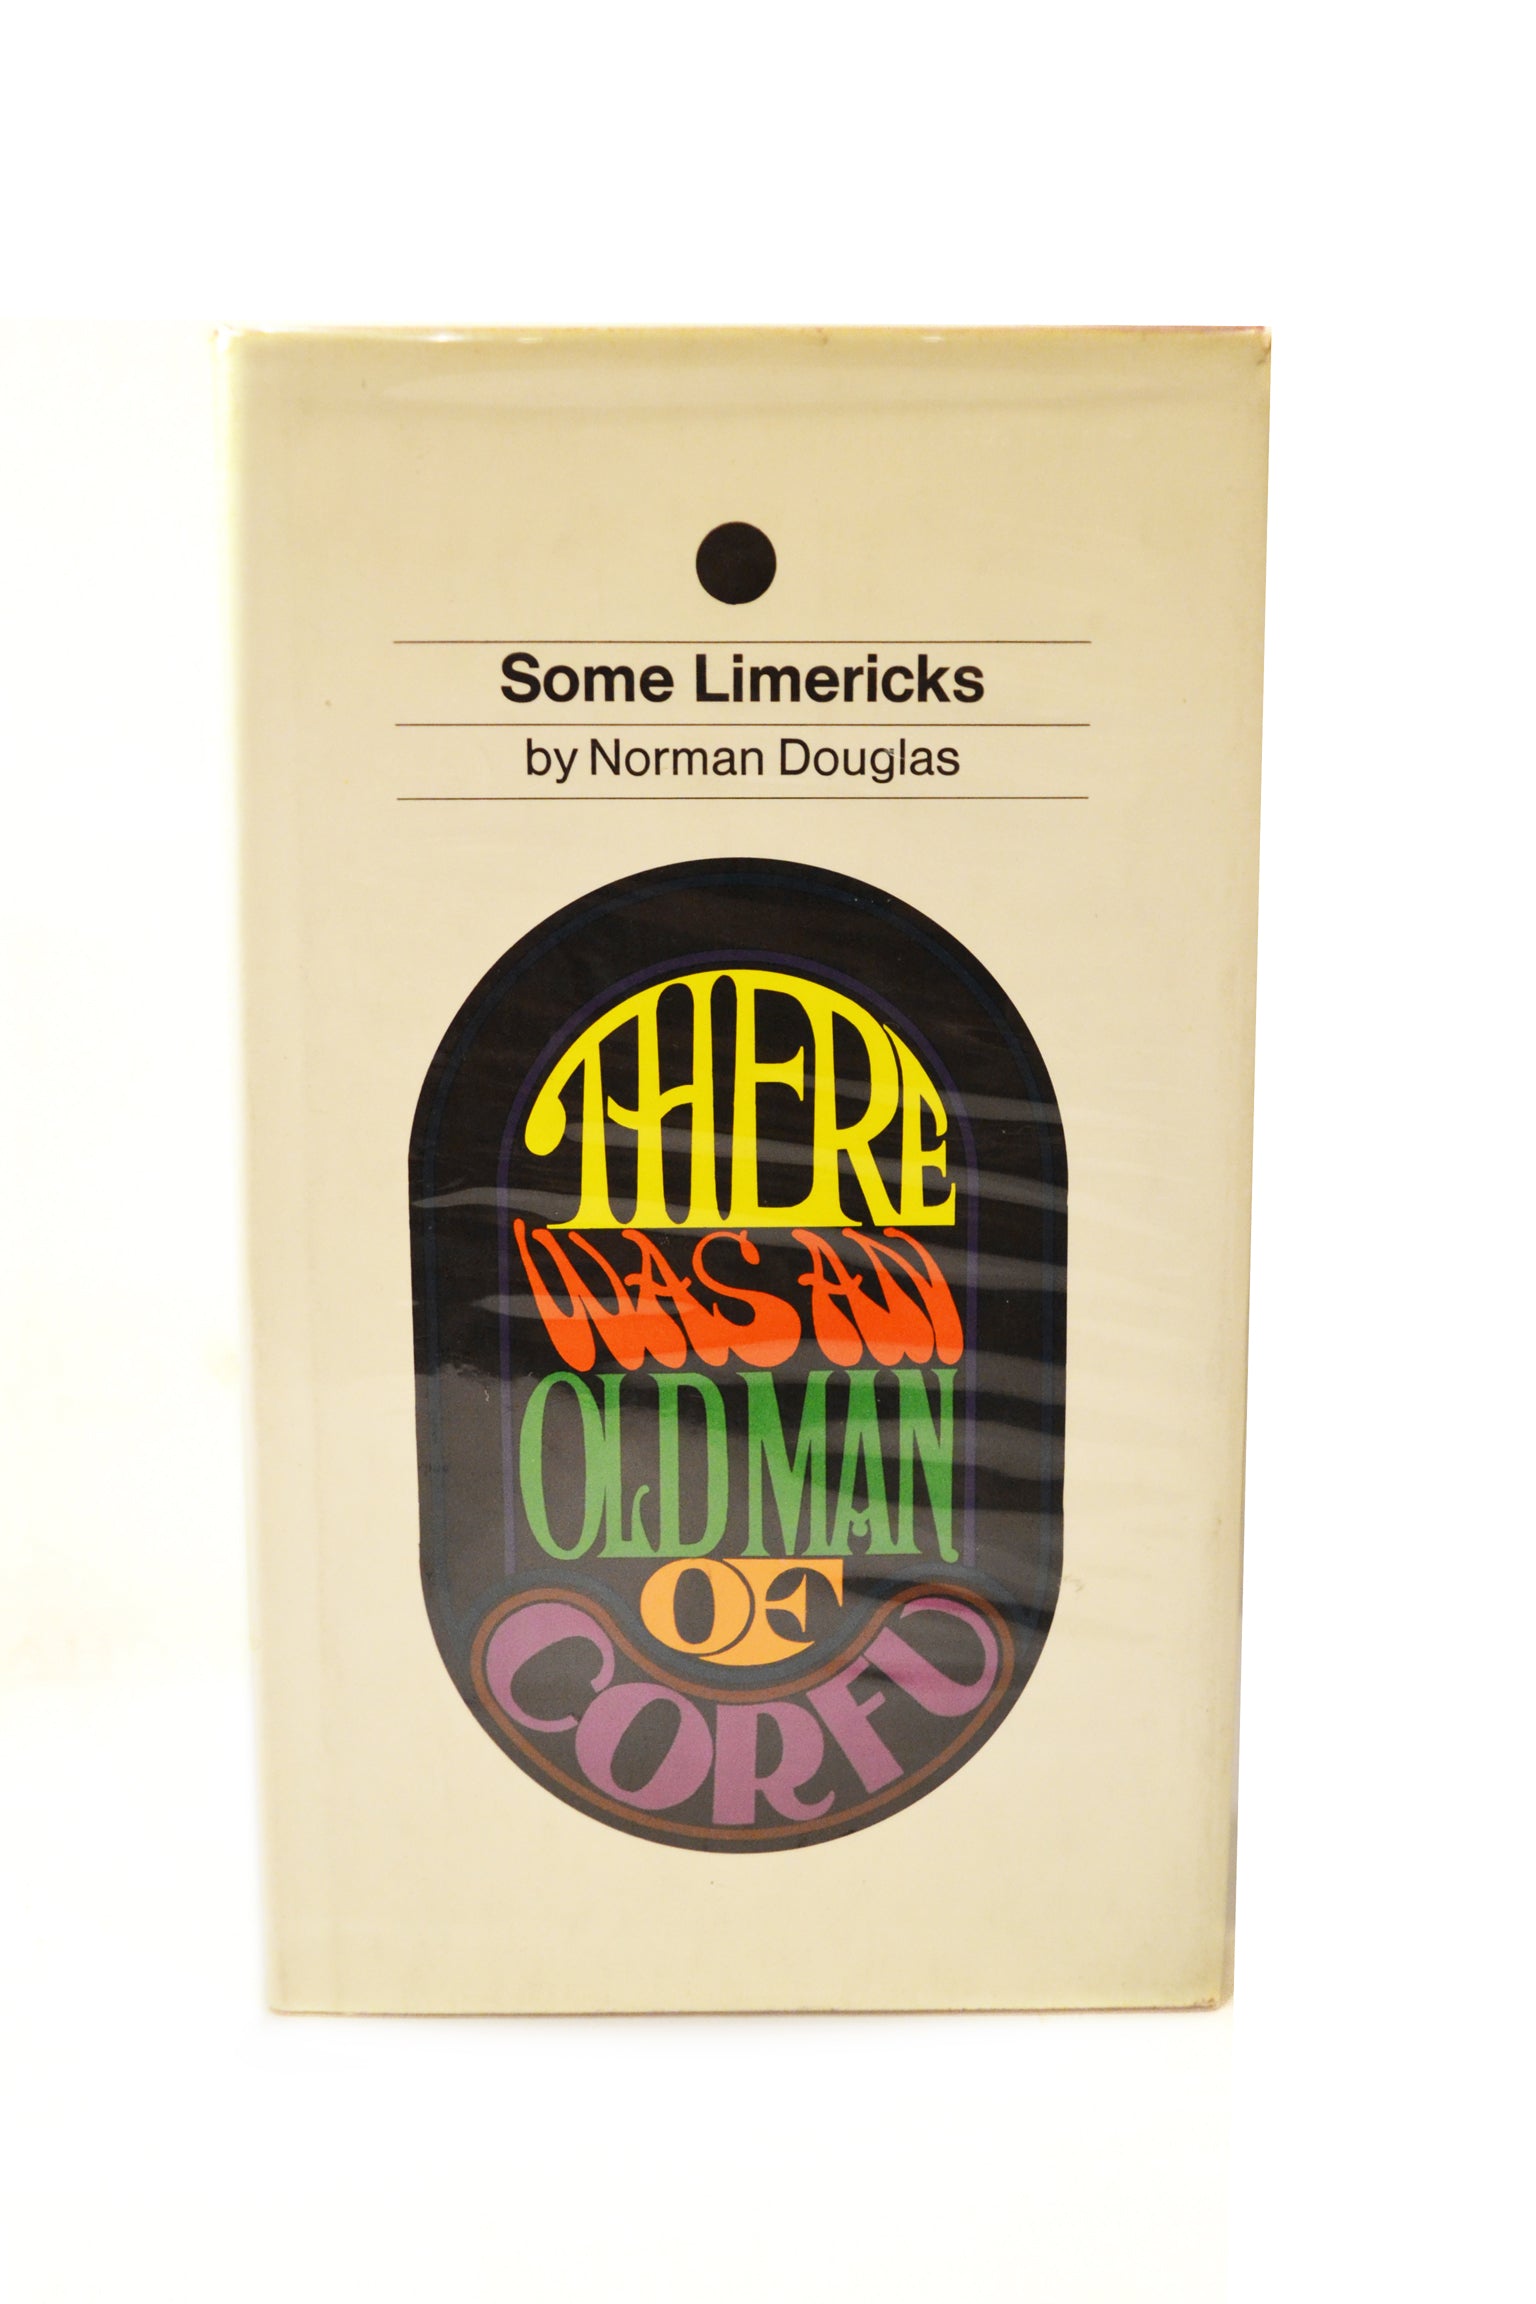 Some Limericks
by Norman Douglas
THERE
WAS AN
OLD MAN
OF
CORFU